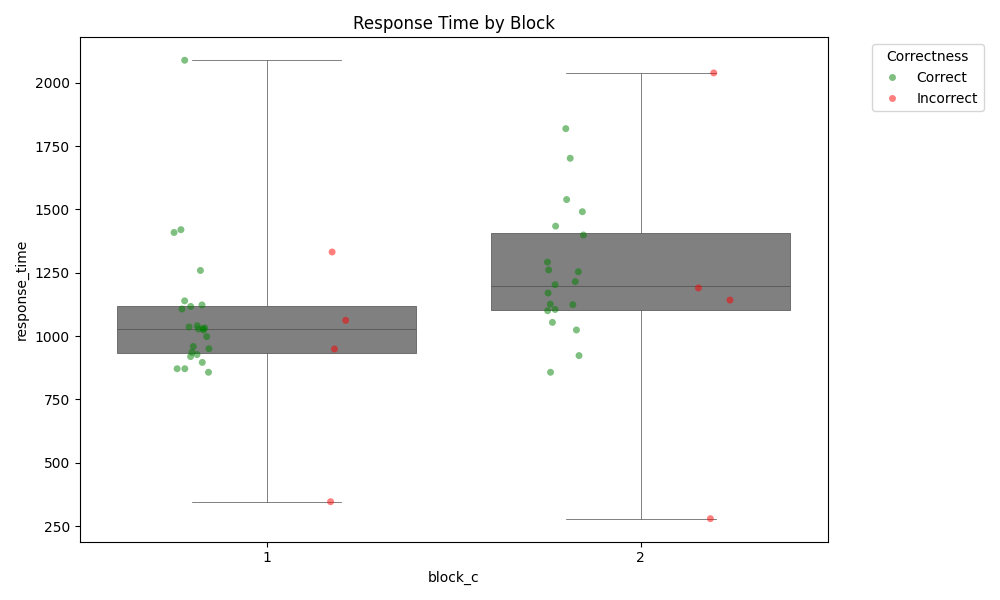 Response Time by Block
Correctness
Correct
Incorrect
response_time
2000
1750
1500
1250
1000
750
500
250
1
2
block_c